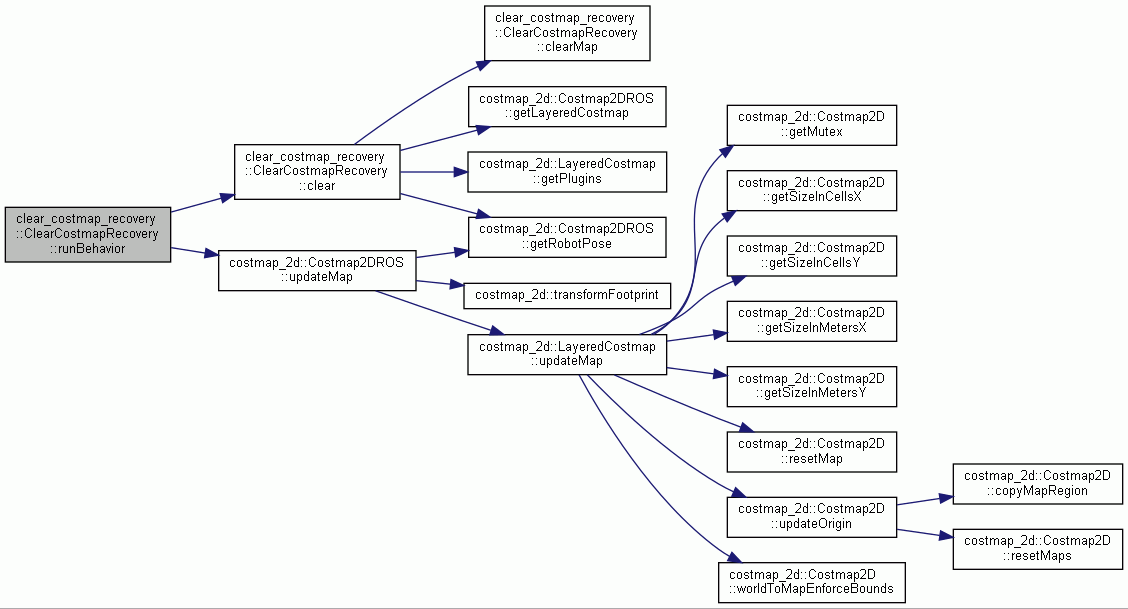 clear_costmap_recovery
::ClearCostmapRecovery
::runBehavior
clear_costmap_recovery
::ClearCostmapRecovery
::clear
costmap_2d::Costmap2DROS
::updateMap
clear_costmap_recovery
::ClearCostmapRecovery
::clearMap
costmap_2d::Costmap2DROS
::getLayeredCostmap
costmap_2d::LayeredCostmap
::getPlugins
costmap_2d::Costmap2DROS
::getRobotPose
costmap_2d::transformFootprint
costmap_2d::LayeredCostmap
::updateMap
costmap_2d::Costmap2D
::getMutex
costmap_2d::Costmap2D
::getSizeInCellsX
costmap_2d::Costmap2D
::getSizeInCellsY
costmap_2d::Costmap2D
::getSizeInMetersX
costmap_2d::Costmap2D
::getSizeInMetersY
costmap_2d::Costmap2D
::resetMap
costmap_2d::Costmap2D
::updateOrigin
costmap_2d::Costmap2D
::worldToMapEnforceBounds
costmap_2d::Costmap2D
::copyMapRegion
costmap_2d::Costmap2D
::resetMaps